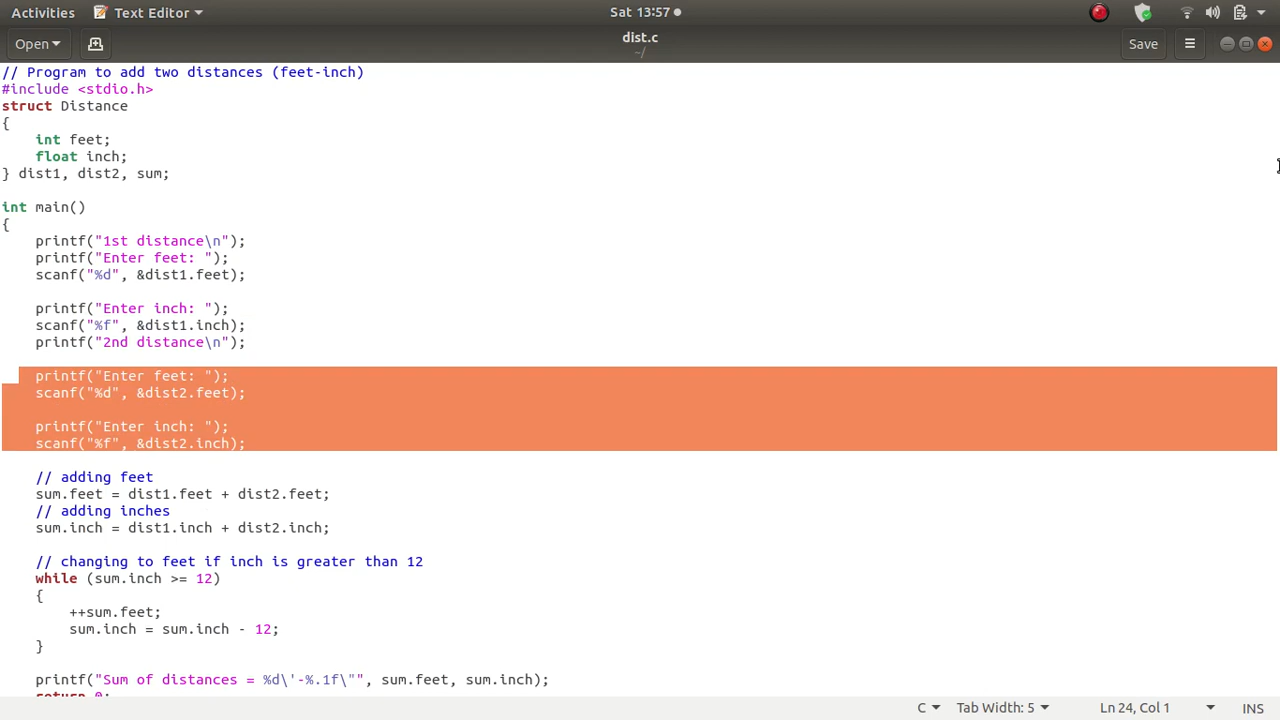 Activities Text Editor Sat 13:57
Open dist.c Save
~/
// Program to add two distances (feet-inch)
#include <stdio.h>
struct Distance
{
    int feet;
    float inch;
} dist1, dist2, sum;
int main()
{
    printf("1st distance\n");
    printf("Enter feet: ");
    scanf("%d", &dist1.feet);
    printf("Enter inch: ");
    scanf("%f", &dist1.inch);
    printf("2nd distance\n");
    printf("Enter feet: ");
    scanf("%d", &dist2.feet);
    printf("Enter inch: ");
    scanf("%f", &dist2.inch);
    // adding feet
    sum.feet = dist1.feet + dist2.feet;
    // adding inches
    sum.inch = dist1.inch + dist2.inch;
    // changing to feet if inch is greater than 12
    while (sum.inch >= 12)
    {
        ++sum.feet;
        sum.inch = sum.inch - 12;
    }
    printf("Sum of distances = %d\'-%.1f\"", sum.feet, sum.inch);
    return 0;
C Tab Width: 5 Ln 24, Col 1 INS